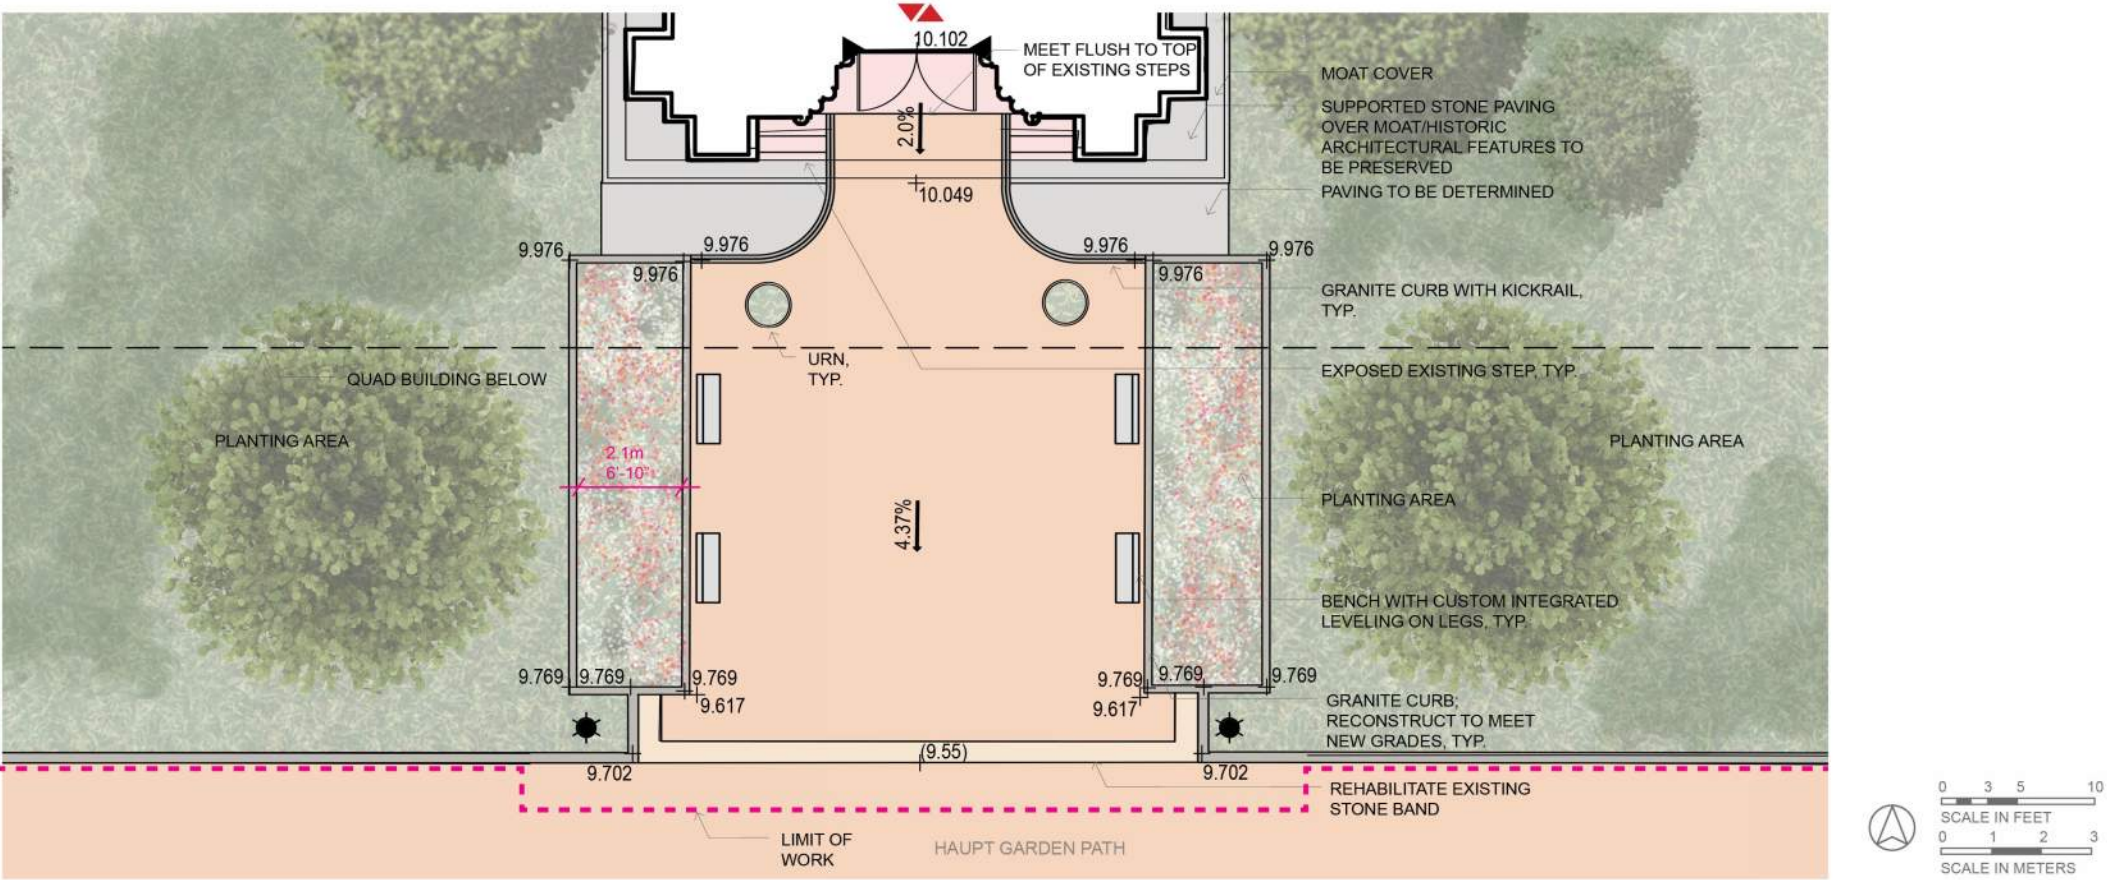 10.102
MEET FLUSH TO TOP
OF EXISTING STEPS
MOAT COVER
SUPPORTED STONE PAVING
OVER MOAT/HISTORIC
ARCHITECTURAL FEATURES TO
BE PRESERVED
2.0%
10.049
PAVING TO BE DETERMINED
9.976
9.976
9.976
9.976
9.976
9.976
GRANITE CURB WITH KICKRAIL,
TYP.
URN,
TYP.
QUAD BUILDING BELOW
EXPOSED EXISTING STEP, TYP.
PLANTING AREA
2.1m
6'-10"
PLANTING AREA
PLANTING AREA
4.37%
BENCH WITH CUSTOM INTEGRATED
LEVELING ON LEGS, TYP.
9.769
9.769
9.769
9.769
9.769
9.769
9.617
9.617
GRANITE CURB;
RECONSTRUCT TO MEET
NEW GRADES, TYP.
(9.55)
9.702
9.702
REHABILITATE EXISTING
STONE BAND
LIMIT OF
WORK
HAUPT GARDEN PATH
0 3 5 10
SCALE IN FEET
0 1 2 3
SCALE IN METERS